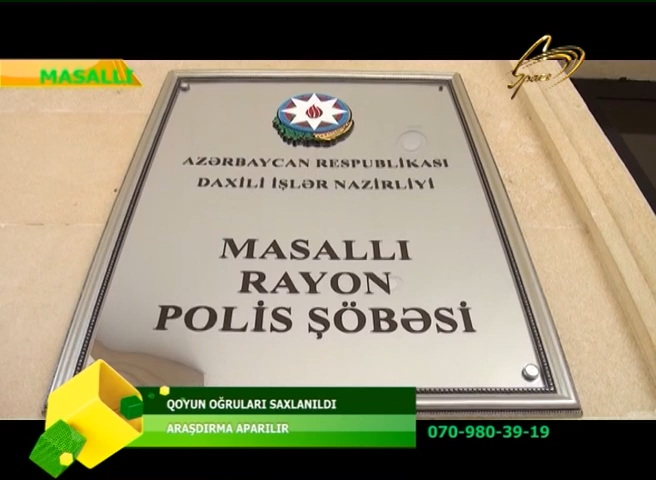 MASALLI
Space
AZƏRBAYCAN RESPUBLİKASI
DAXİLİ İŞLƏR NAZİRLİYİ
MASALLI
RAYON
POLİS ŞÖBƏSİ
QOYUN OĞRULARI SAXLANILDI
ARAŞDIRMA APARILIR
070-980-39-19